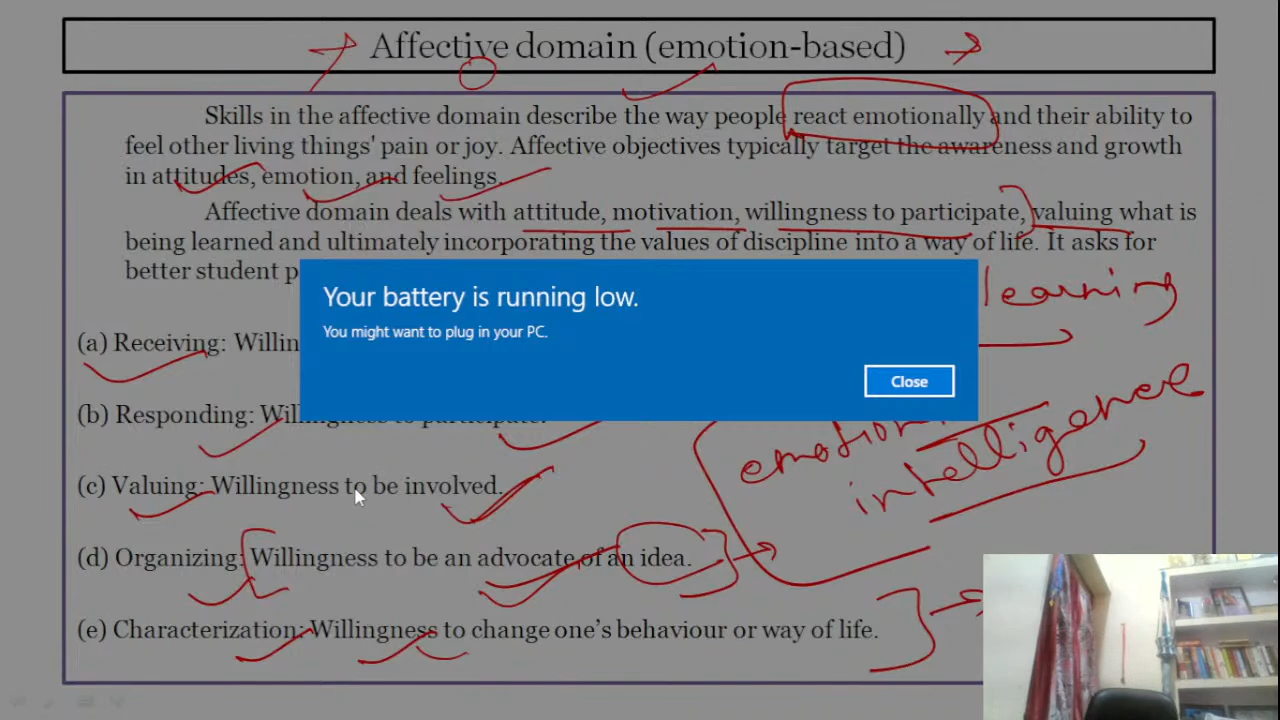 Affective domain (emotion-based)
Skills in the affective domain describe the way people react emotionally and their ability to
feel other living things' pain or joy. Affective objectives typically target the awareness and growth
in attitudes, emotion, and feelings.
Affective domain deals with attitude, motivation, willingness to participate, valuing what is
being learned and ultimately incorporating the values of discipline into a way of life. It asks for
better student
learning
Your battery is running low.
You might want to plug in your PC.
Close
(a) Receiving:
(b) Responding: Willingness to participate.
emotion
intelligence
(c) Valuing: Willingness to be involved.
(d) Organizing: Willingness to be an advocate of an idea.
(e) Characterization: Willingness to change one's behaviour or way of life.